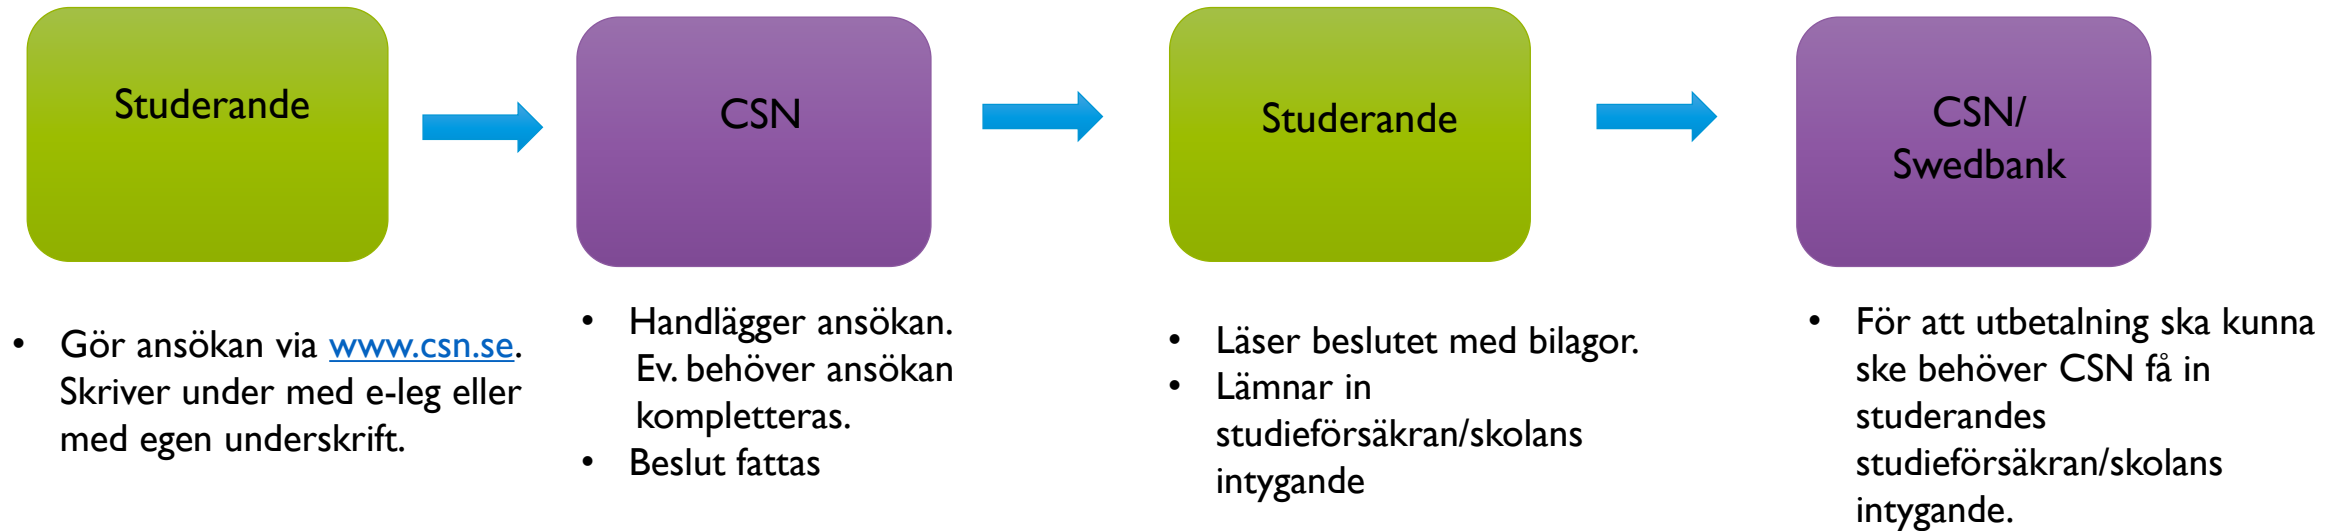 Studerande
• Gör ansökan via www.csn.se.
Skriver under med e-leg eller
med egen underskrift.
CSN
• Handlägger ansökan.
Ev. behöver ansökan
kompletteras.
• Beslut fattas
Studerande
• Läser beslutet med bilagor.
• Lämnar in
studieförsäkran/skolans
intygande
CSN/
Swedbank
• För att utbetalning ska kunna
ske behöver CSN få in
studerandes
studieförsäkran/skolans
intygande.